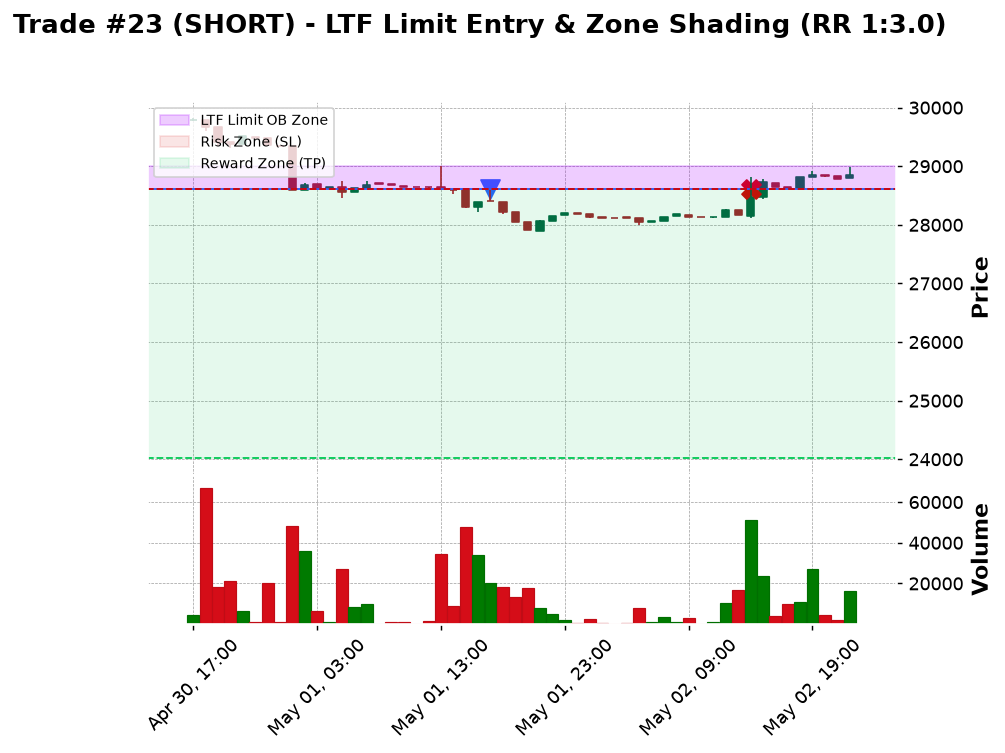 Trade #23 (SHORT) - LTF Limit Entry & Zone Shading (RR 1:3.0)
LTF Limit OB Zone
Risk Zone (SL)
Reward Zone (TP)
30000
29000
28000
27000
26000
25000
24000
Price
60000
40000
20000
Volume
Apr 30, 17:00
May 01, 03:00
May 01, 13:00
May 01, 23:00
May 02, 09:00
May 02, 19:00